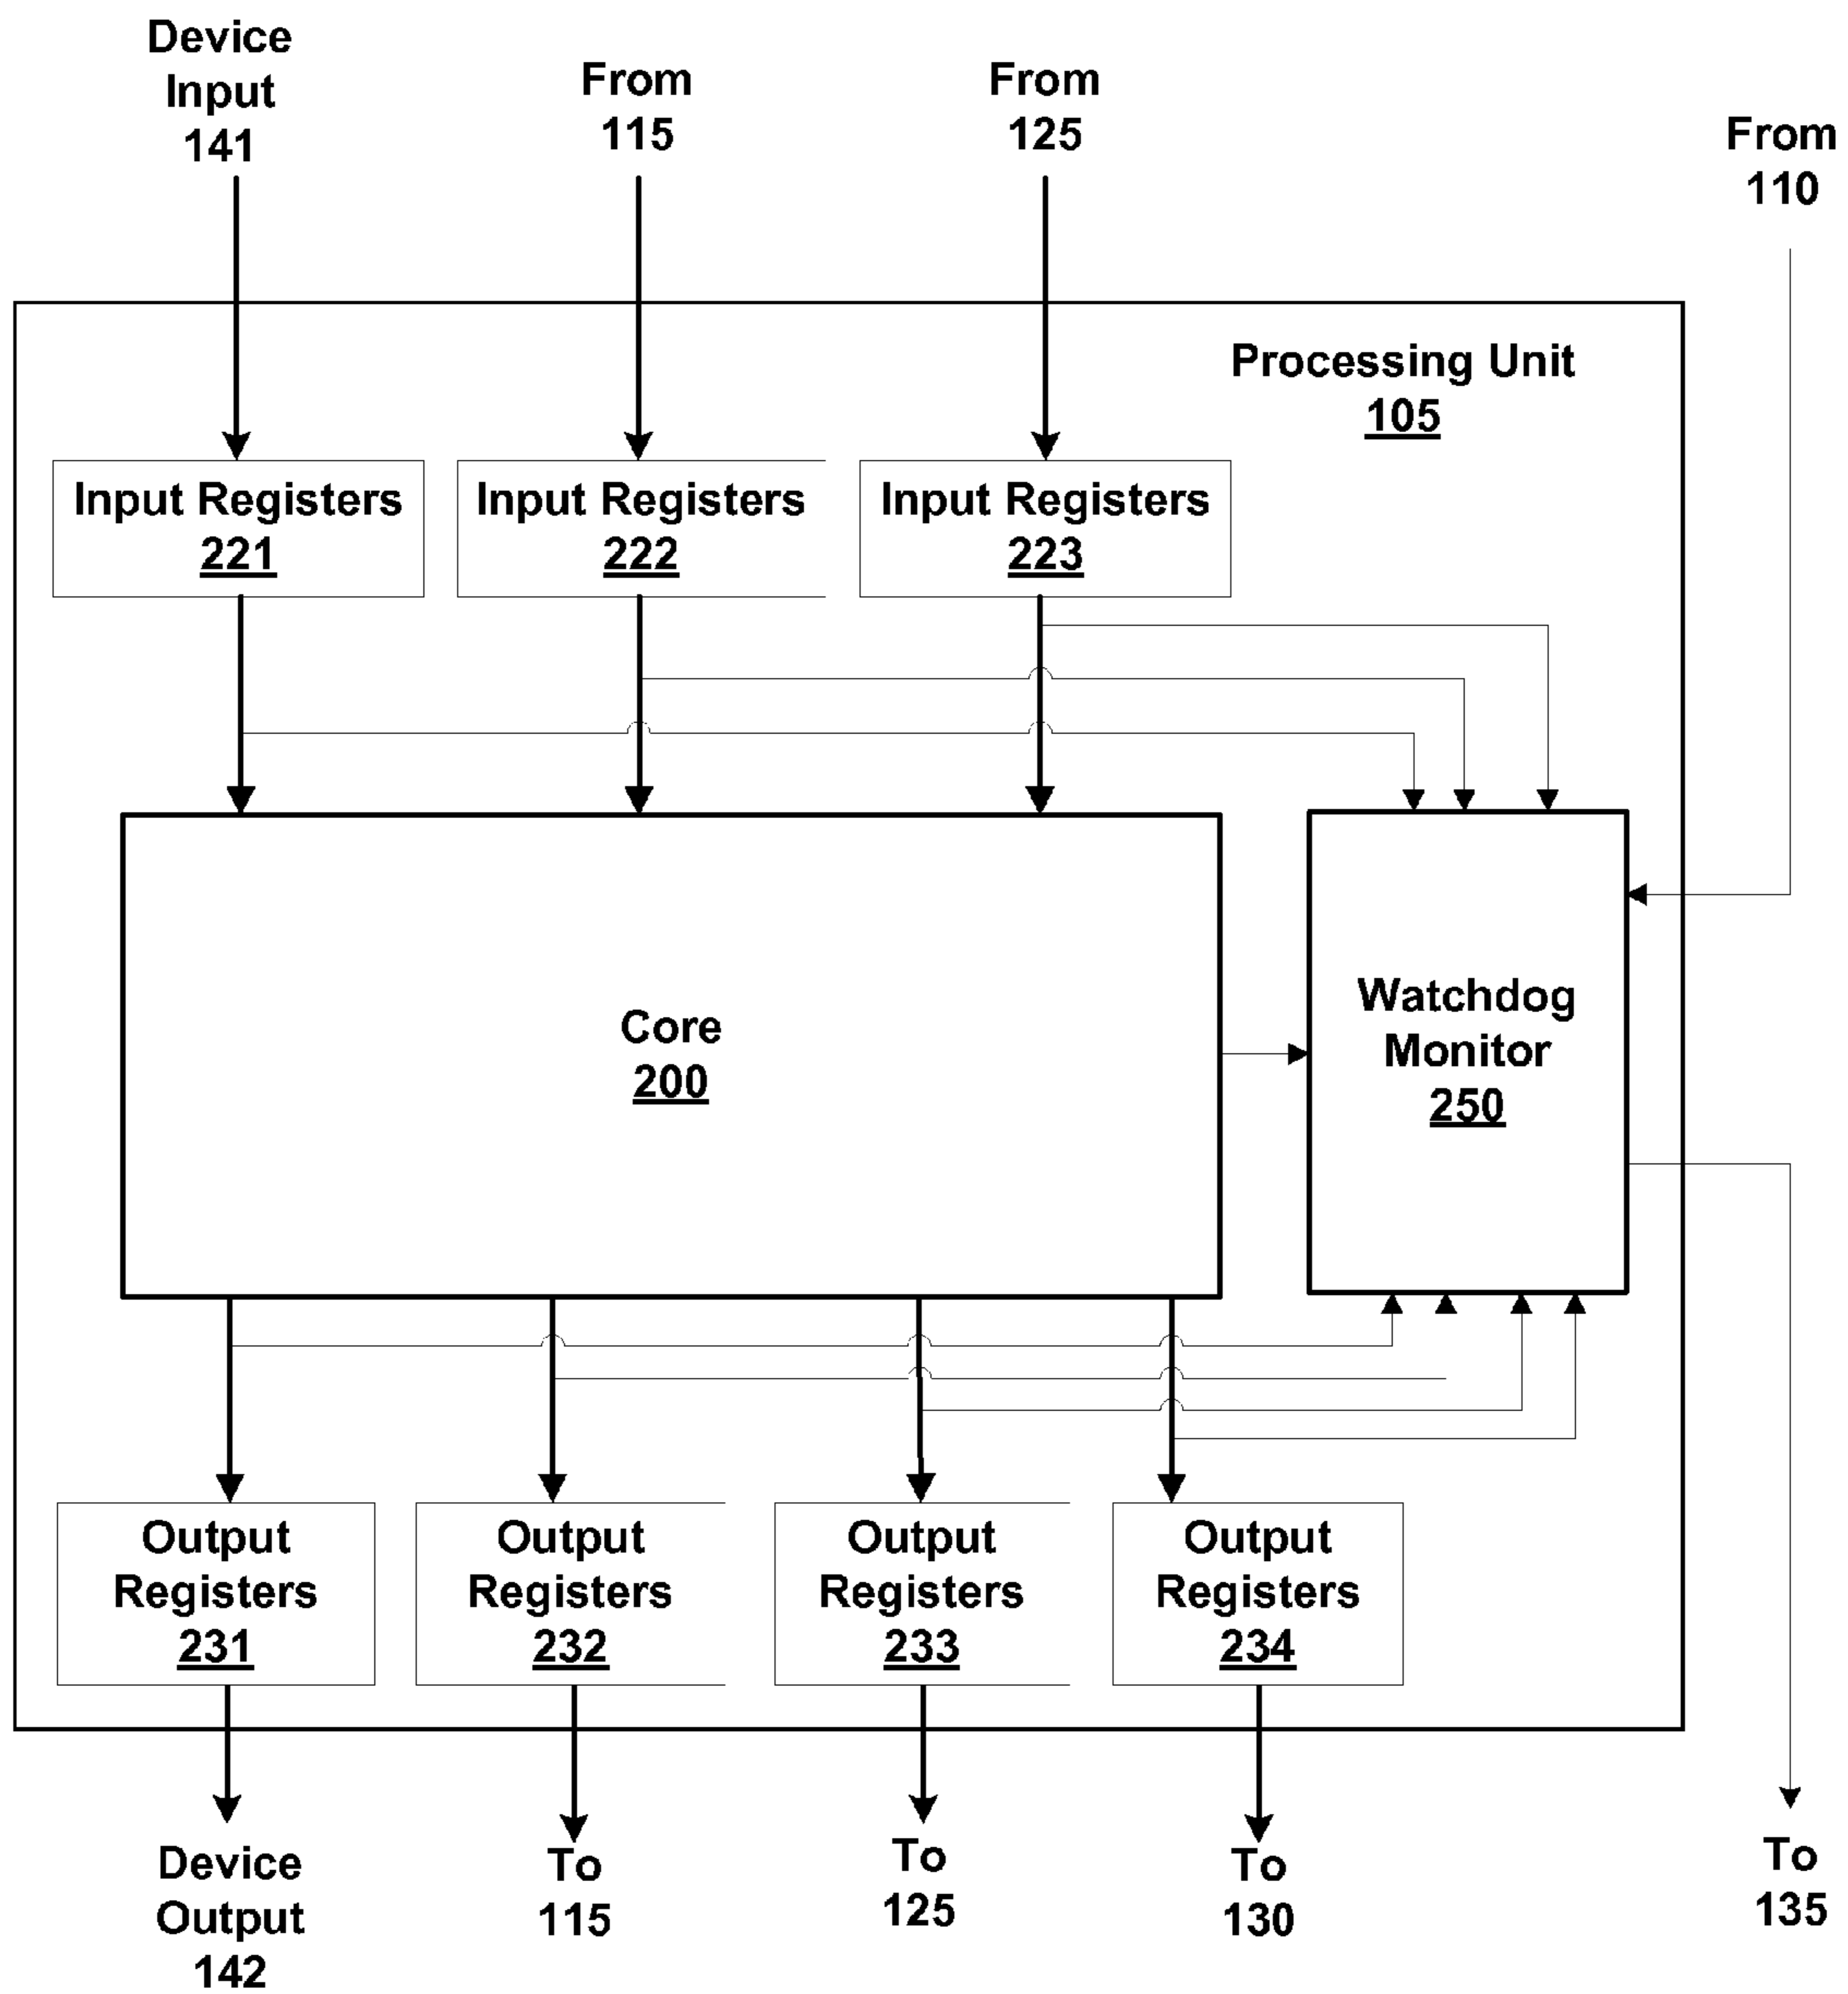 Device
Input
141
From
115
From
125
From
110
Processing Unit
105
Input Registers
221
Input Registers
222
Input Registers
223
Core
200
Watchdog
Monitor
250
Output
Registers
231
Output
Registers
232
Output
Registers
233
Output
Registers
234
Device
Output
142
To
115
To
125
To
130
To
135